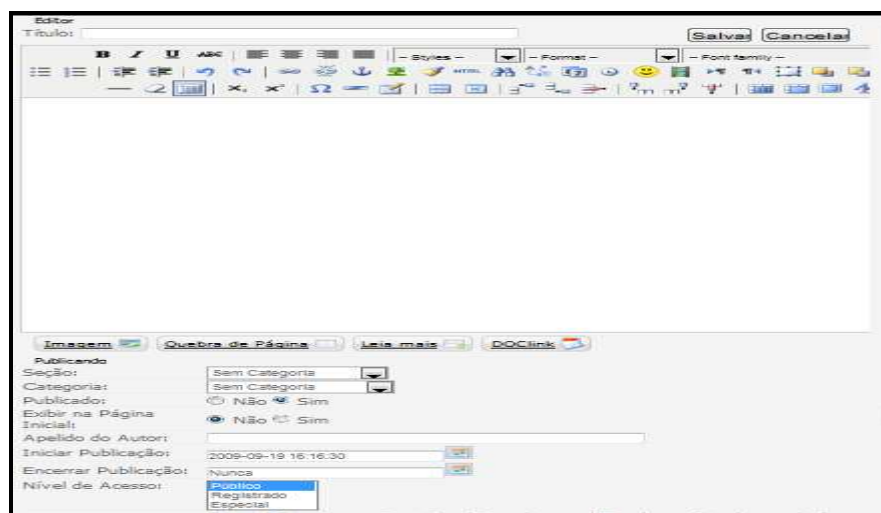 Editor
Título:
Salvar Cancelar
B I U ABC – Styles – – Format – – Font family –
HTML
Imagem Quebra de Página Leia mais DOClink
Publicando
Seção: Sem Categoria
Categoria: Sem Categoria
Publicado: Não Sim
Exibir na Página
Inicial: Não Sim
Apelido do Autor:
Iniciar Publicação: 2009-09-19 16:16:30
Encerrar Publicação: Nunca
Nível de Acesso: Público
Registrado
Especial